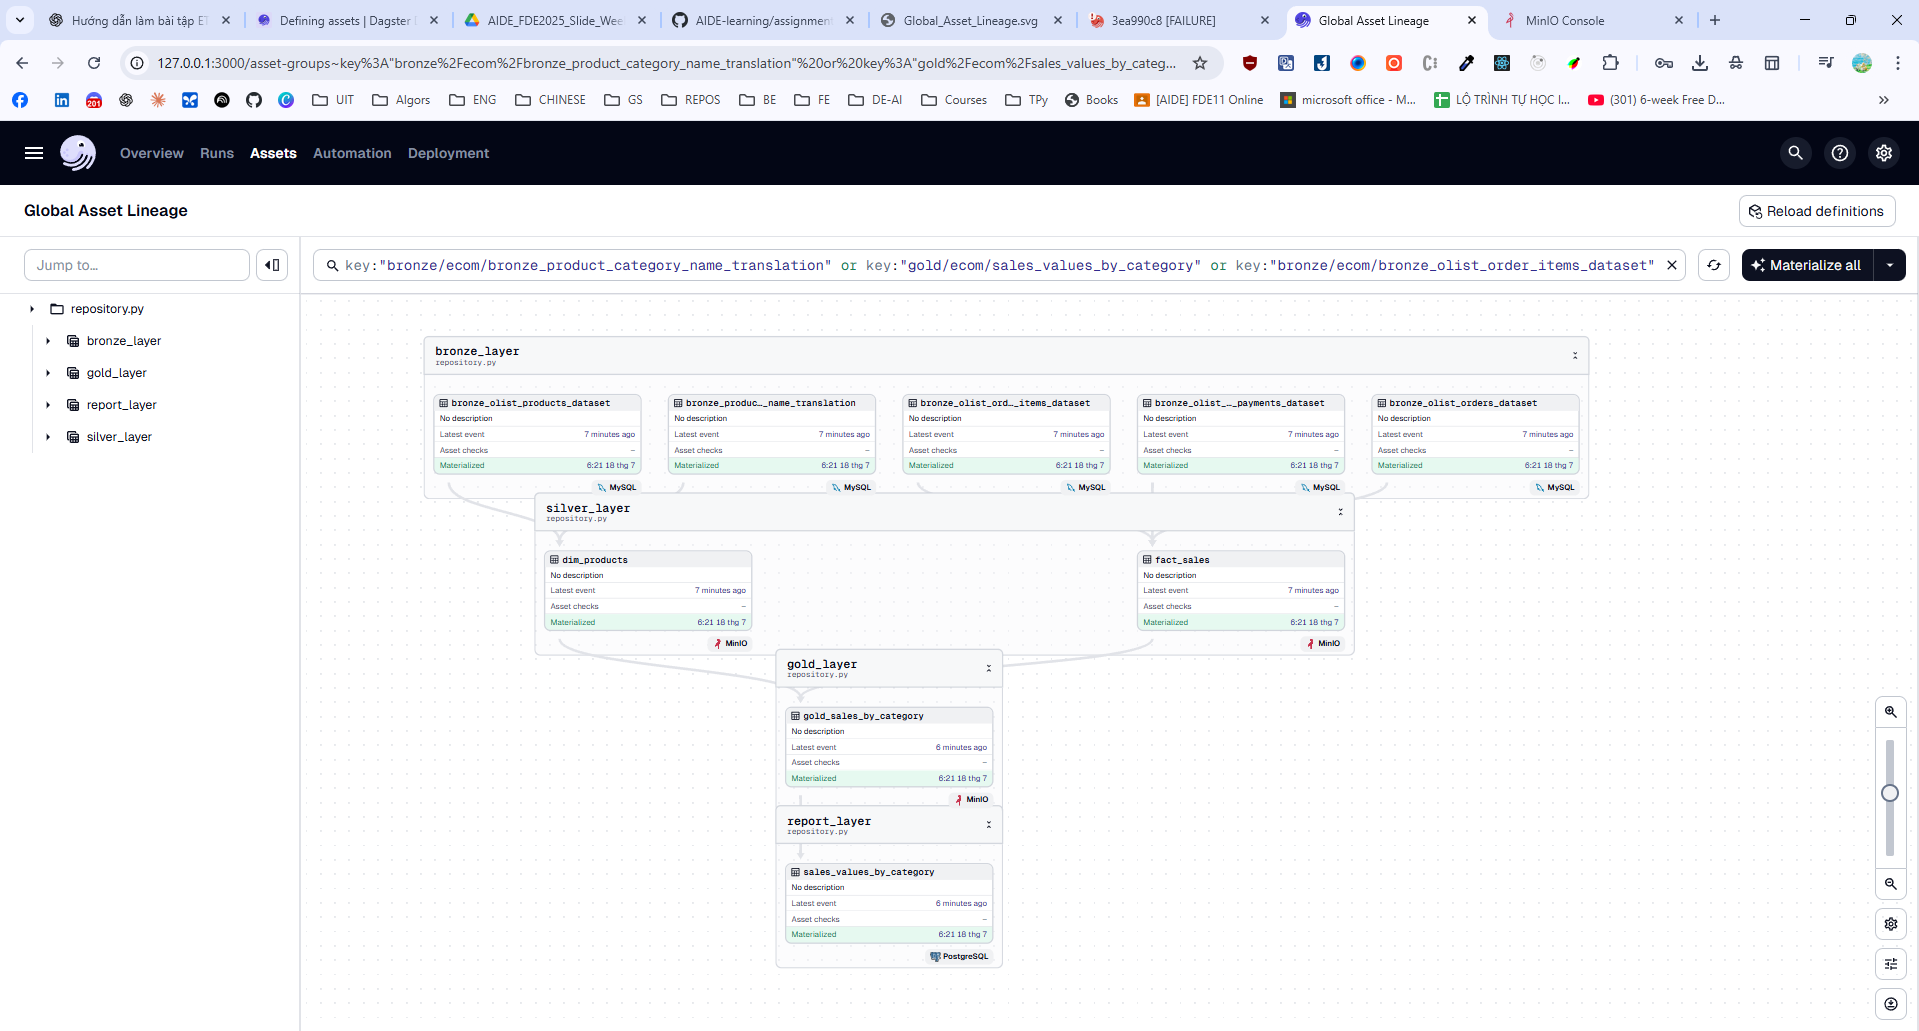 Hướng dẫn làm bài tập ET
Defining assets | Dagster
AIDE_FDE2025_Slide_Wee
AIDE-learning/assignmen
Global_Asset_Lineage.svg
3ea990c8 [FAILURE]
Global Asset Lineage
MinIO Console
127.0.0.1:3000/asset-groups~key%3A"bronze%2Fecom%2Fbronze_product_category_name_translation"%20or%20key%3A"gold%2Fecom%2Fsales_values_by_categ...
201
UIT
Algors
ENG
CHINESE
GS
REPOS
BE
FE
DE-AI
Courses
TPy
Books
[AIDE] FDE11 Online
microsoft office - M...
LỘ TRÌNH TỰ HỌC I...
(301) 6-week Free D...
Overview
Runs
Assets
Automation
Deployment
Global Asset Lineage
Reload definitions
Jump to…
key:"bronze/ecom/bronze_product_category_name_translation" or key:"gold/ecom/sales_values_by_category" or key:"bronze/ecom/bronze_olist_order_items_dataset"
Materialize all
repository.py
bronze_layer
gold_layer
report_layer
silver_layer
bronze_layer
repository.py
bronze_olist_products_dataset
No description
Latest event 7 minutes ago
Asset checks –
Materialized 6:21 18 thg 7
MySQL
bronze_produc…_name_translation
No description
Latest event 7 minutes ago
Asset checks –
Materialized 6:21 18 thg 7
MySQL
bronze_olist_ord…_items_dataset
No description
Latest event 7 minutes ago
Asset checks –
Materialized 6:21 18 thg 7
MySQL
bronze_olist_…_payments_dataset
No description
Latest event 7 minutes ago
Asset checks –
Materialized 6:21 18 thg 7
MySQL
bronze_olist_orders_dataset
No description
Latest event 7 minutes ago
Asset checks –
Materialized 6:21 18 thg 7
MySQL
silver_layer
repository.py
dim_products
No description
Latest event 7 minutes ago
Asset checks –
Materialized 6:21 18 thg 7
MinIO
fact_sales
No description
Latest event 7 minutes ago
Asset checks –
Materialized 6:21 18 thg 7
MinIO
gold_layer
repository.py
gold_sales_by_category
No description
Latest event 6 minutes ago
Asset checks –
Materialized 6:21 18 thg 7
MinIO
report_layer
repository.py
sales_values_by_category
No description
Latest event 6 minutes ago
Asset checks –
Materialized 6:21 18 thg 7
PostgreSQL